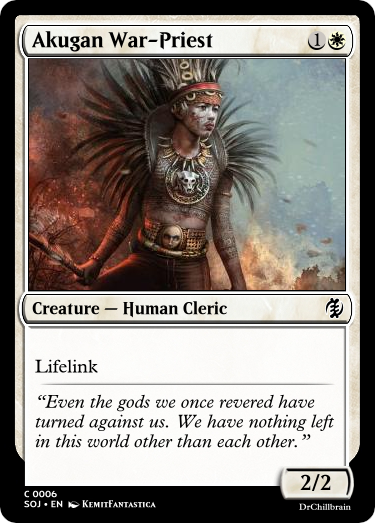 Akugan War-Priest 1
Creature — Human Cleric
Lifelink
“Even the gods we once revered have
turned against us. We have nothing left
in this world other than each other.”
2/2
C 0006
SOJ • EN KEMITFANTASTICA
DrChillbrain